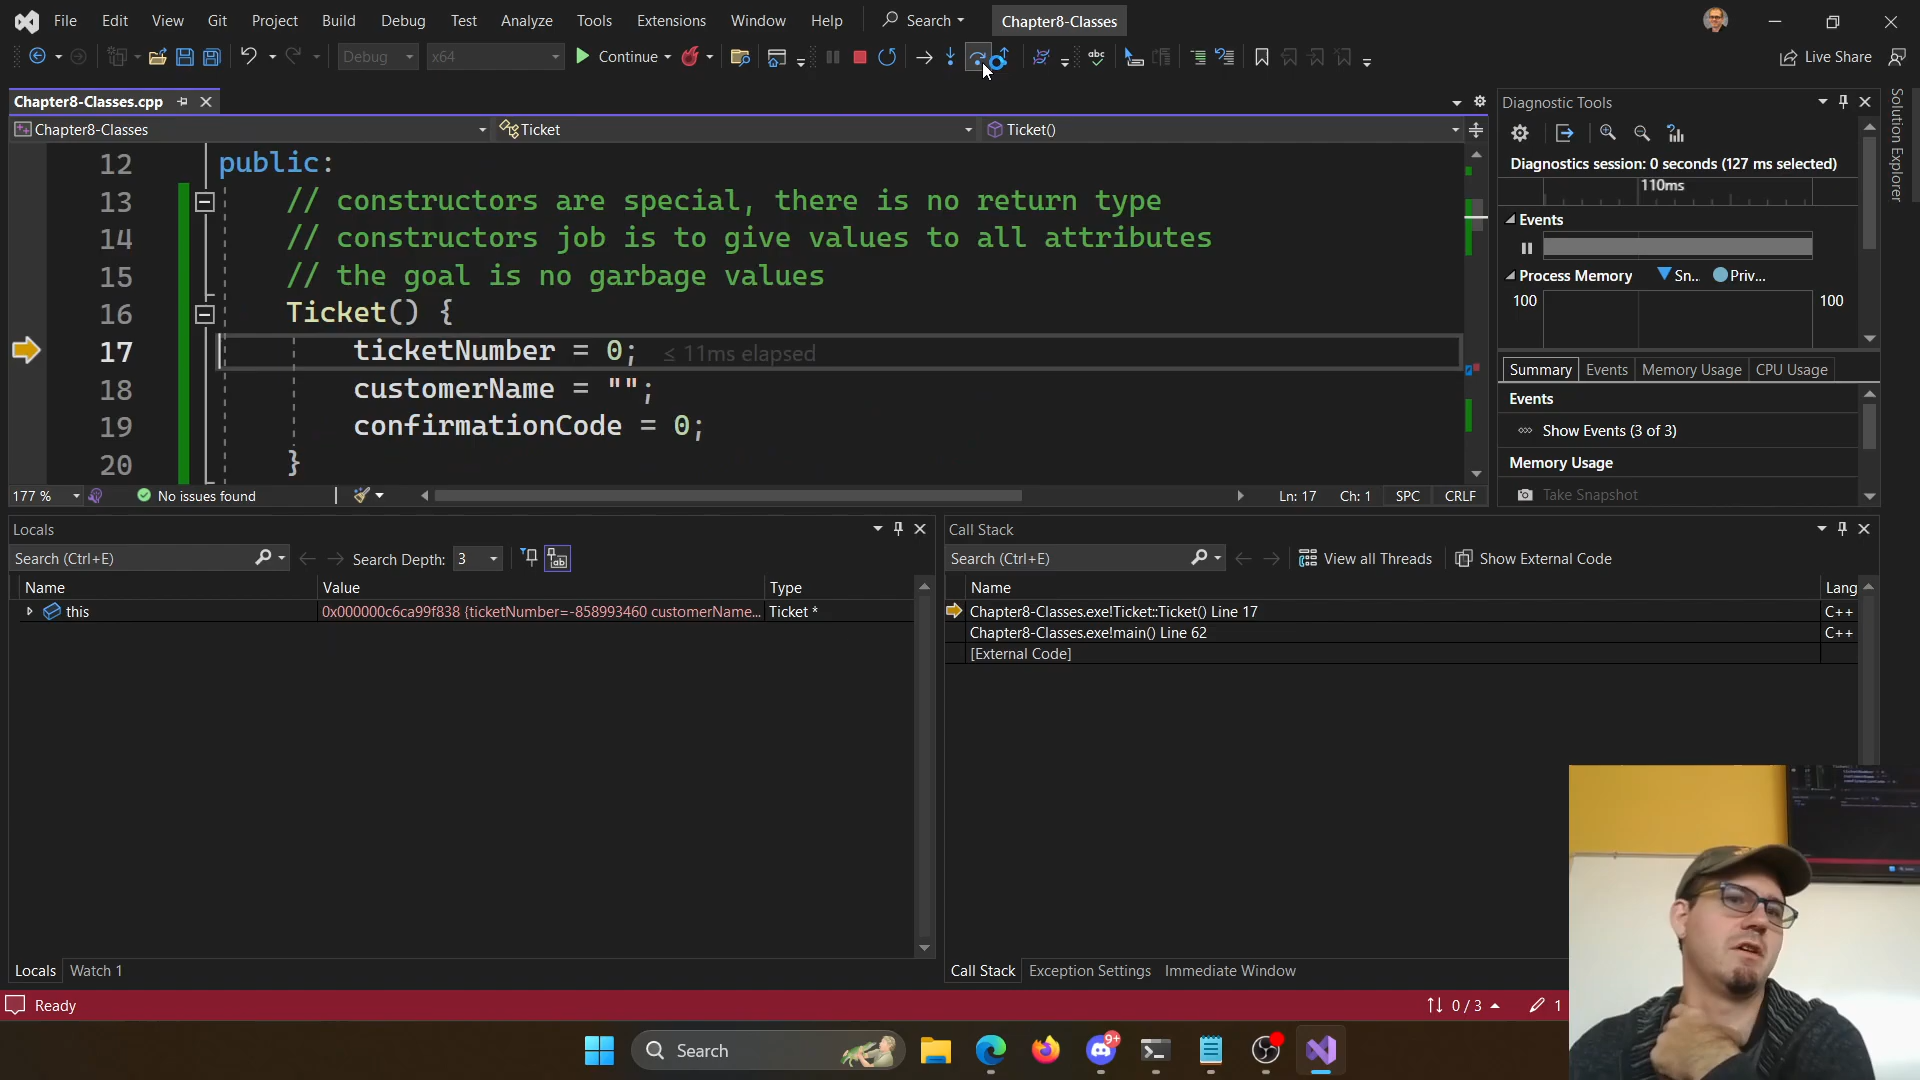 File Edit View Git Project Build Debug Test Analyze Tools Extensions Window Help Search Chapter8-Classes
Debug x64 Continue Live Share
Chapter8-Classes.cpp
Chapter8-Classes Ticket Ticket()
12 public:
13 // constructors are special, there is no return type
14 // constructors job is to give values to all attributes
15 // the goal is no garbage values
16 Ticket() {
17 ticketNumber = 0; ≤ 11ms elapsed
18 customerName = "";
19 confirmationCode = 0;
20 }
177 % No issues found Ln: 17 Ch: 1 SPC CRLF
Diagnostic Tools
Diagnostics session: 0 seconds (127 ms selected)
110ms
Events
Process Memory Sn... Priv...
100 100
Summary Events Memory Usage CPU Usage
Events
Show Events (3 of 3)
Memory Usage
Take Snapshot
Solution Explorer
Locals
Search (Ctrl+E) Search Depth: 3
Name Value Type
this 0x000000c6ca99f838 {ticketNumber=-858993460 customerName... Ticket *
Locals Watch 1
Call Stack
Search (Ctrl+E) View all Threads Show External Code
Name Lang
Chapter8-Classes.exe!Ticket::Ticket() Line 17 C++
Chapter8-Classes.exe!main() Line 62 C++
[External Code]
Call Stack Exception Settings Immediate Window
Ready 0 / 3 1
Search 9+